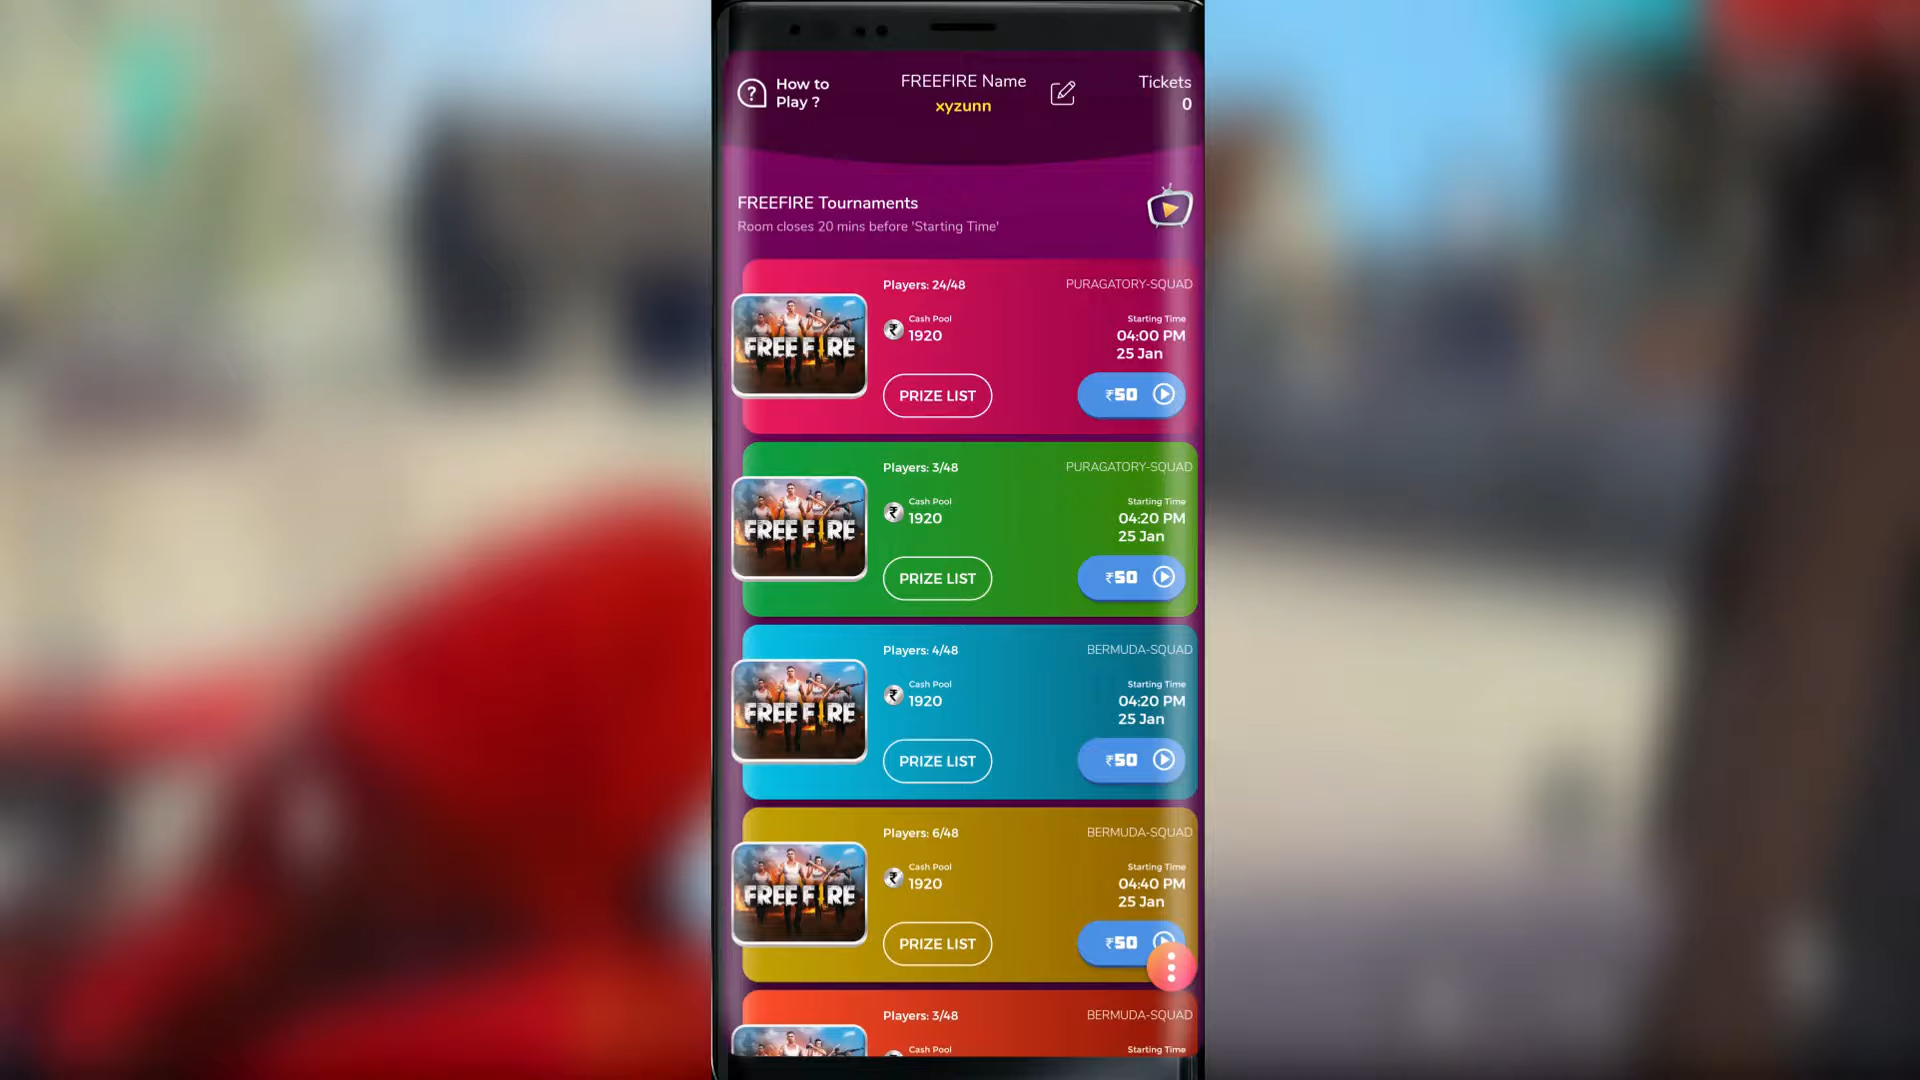 How to
Play ?
FREEFIRE Name
xyzunn
Tickets
0
FREEFIRE Tournaments
Room closes 20 mins before 'Starting Time'
Players: 24/48
PURAGATORY-SQUAD
FREE FIRE
Cash Pool
₹ 1920
Starting Time
04:00 PM
25 Jan
PRIZE LIST
₹50
Players: 3/48
PURAGATORY-SQUAD
FREE FIRE
Cash Pool
₹ 1920
Starting Time
04:20 PM
25 Jan
PRIZE LIST
₹50
Players: 4/48
BERMUDA-SQUAD
FREE FIRE
Cash Pool
₹ 1920
Starting Time
04:20 PM
25 Jan
PRIZE LIST
₹50
Players: 6/48
BERMUDA-SQUAD
FREE FIRE
Cash Pool
₹ 1920
Starting Time
04:40 PM
25 Jan
PRIZE LIST
₹50
Players: 3/48
BERMUDA-SQUAD
Cash Pool
Starting Time